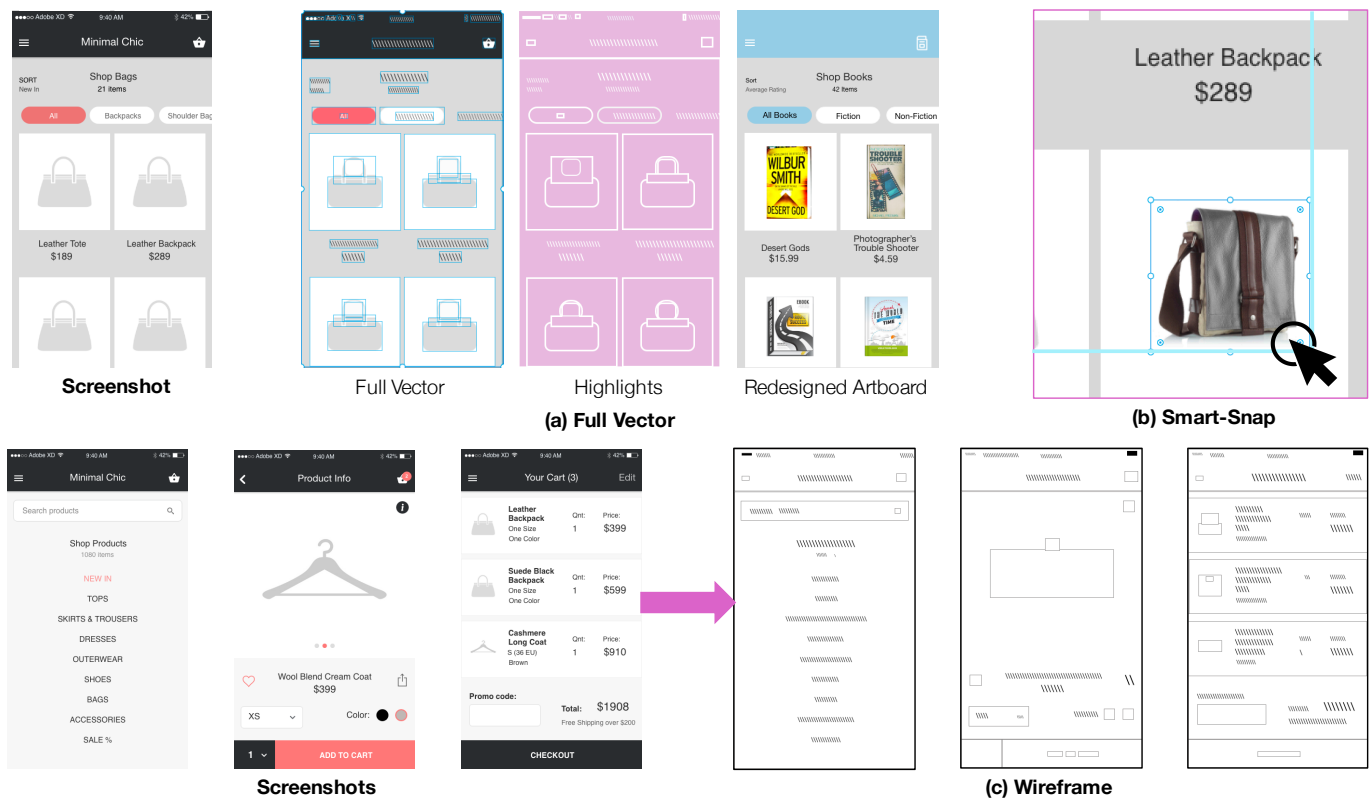 ●●●○○ Adobe XD 9:40 AM 42%
Minimal Chic
SORT
New In
Shop Bags
21 items
All Backpacks Shoulder Bag
Leather Tote
$189
Leather Backpack
$289
Screenshot
All
Full Vector
Highlights
Sort
Average Rating
Shop Books
42 Items
All Books Fiction Non-Fiction
WILBUR
SMITH
DESERT GOD
TROUBLE
SHOOTER
Desert Gods
$15.99
Photographer's
Trouble Shooter
$4.59
EBOOK
TIME
Redesigned Artboard
(a) Full Vector
Leather Backpack
$289
(b) Smart-Snap
●●●○○ Adobe XD 9:40 AM 42%
Minimal Chic
Search products
Shop Products
1080 items
NEW IN
TOPS
SKIRTS & TROUSERS
DRESSES
OUTERWEAR
SHOES
BAGS
ACCESSORIES
SALE %
●●●○○ Adobe XD 9:40 AM 42%
Product Info
Wool Blend Cream Coat
$399
XS Color:
1 ADD TO CART
●●●○○ Adobe XD 9:40 AM 42%
Your Cart (3) Edit
Leather
Backpack
One Size
One Color
Qnt:
1
Price:
$399
Suede Black
Backpack
One Size
One Color
Qnt:
1
Price:
$599
Cashmere
Long Coat
S (36 EU)
Brown
Qnt:
1
Price:
$910
Promo code:
Total: $1908
Free Shipping over $200
CHECKOUT
Screenshots
(c) Wireframe